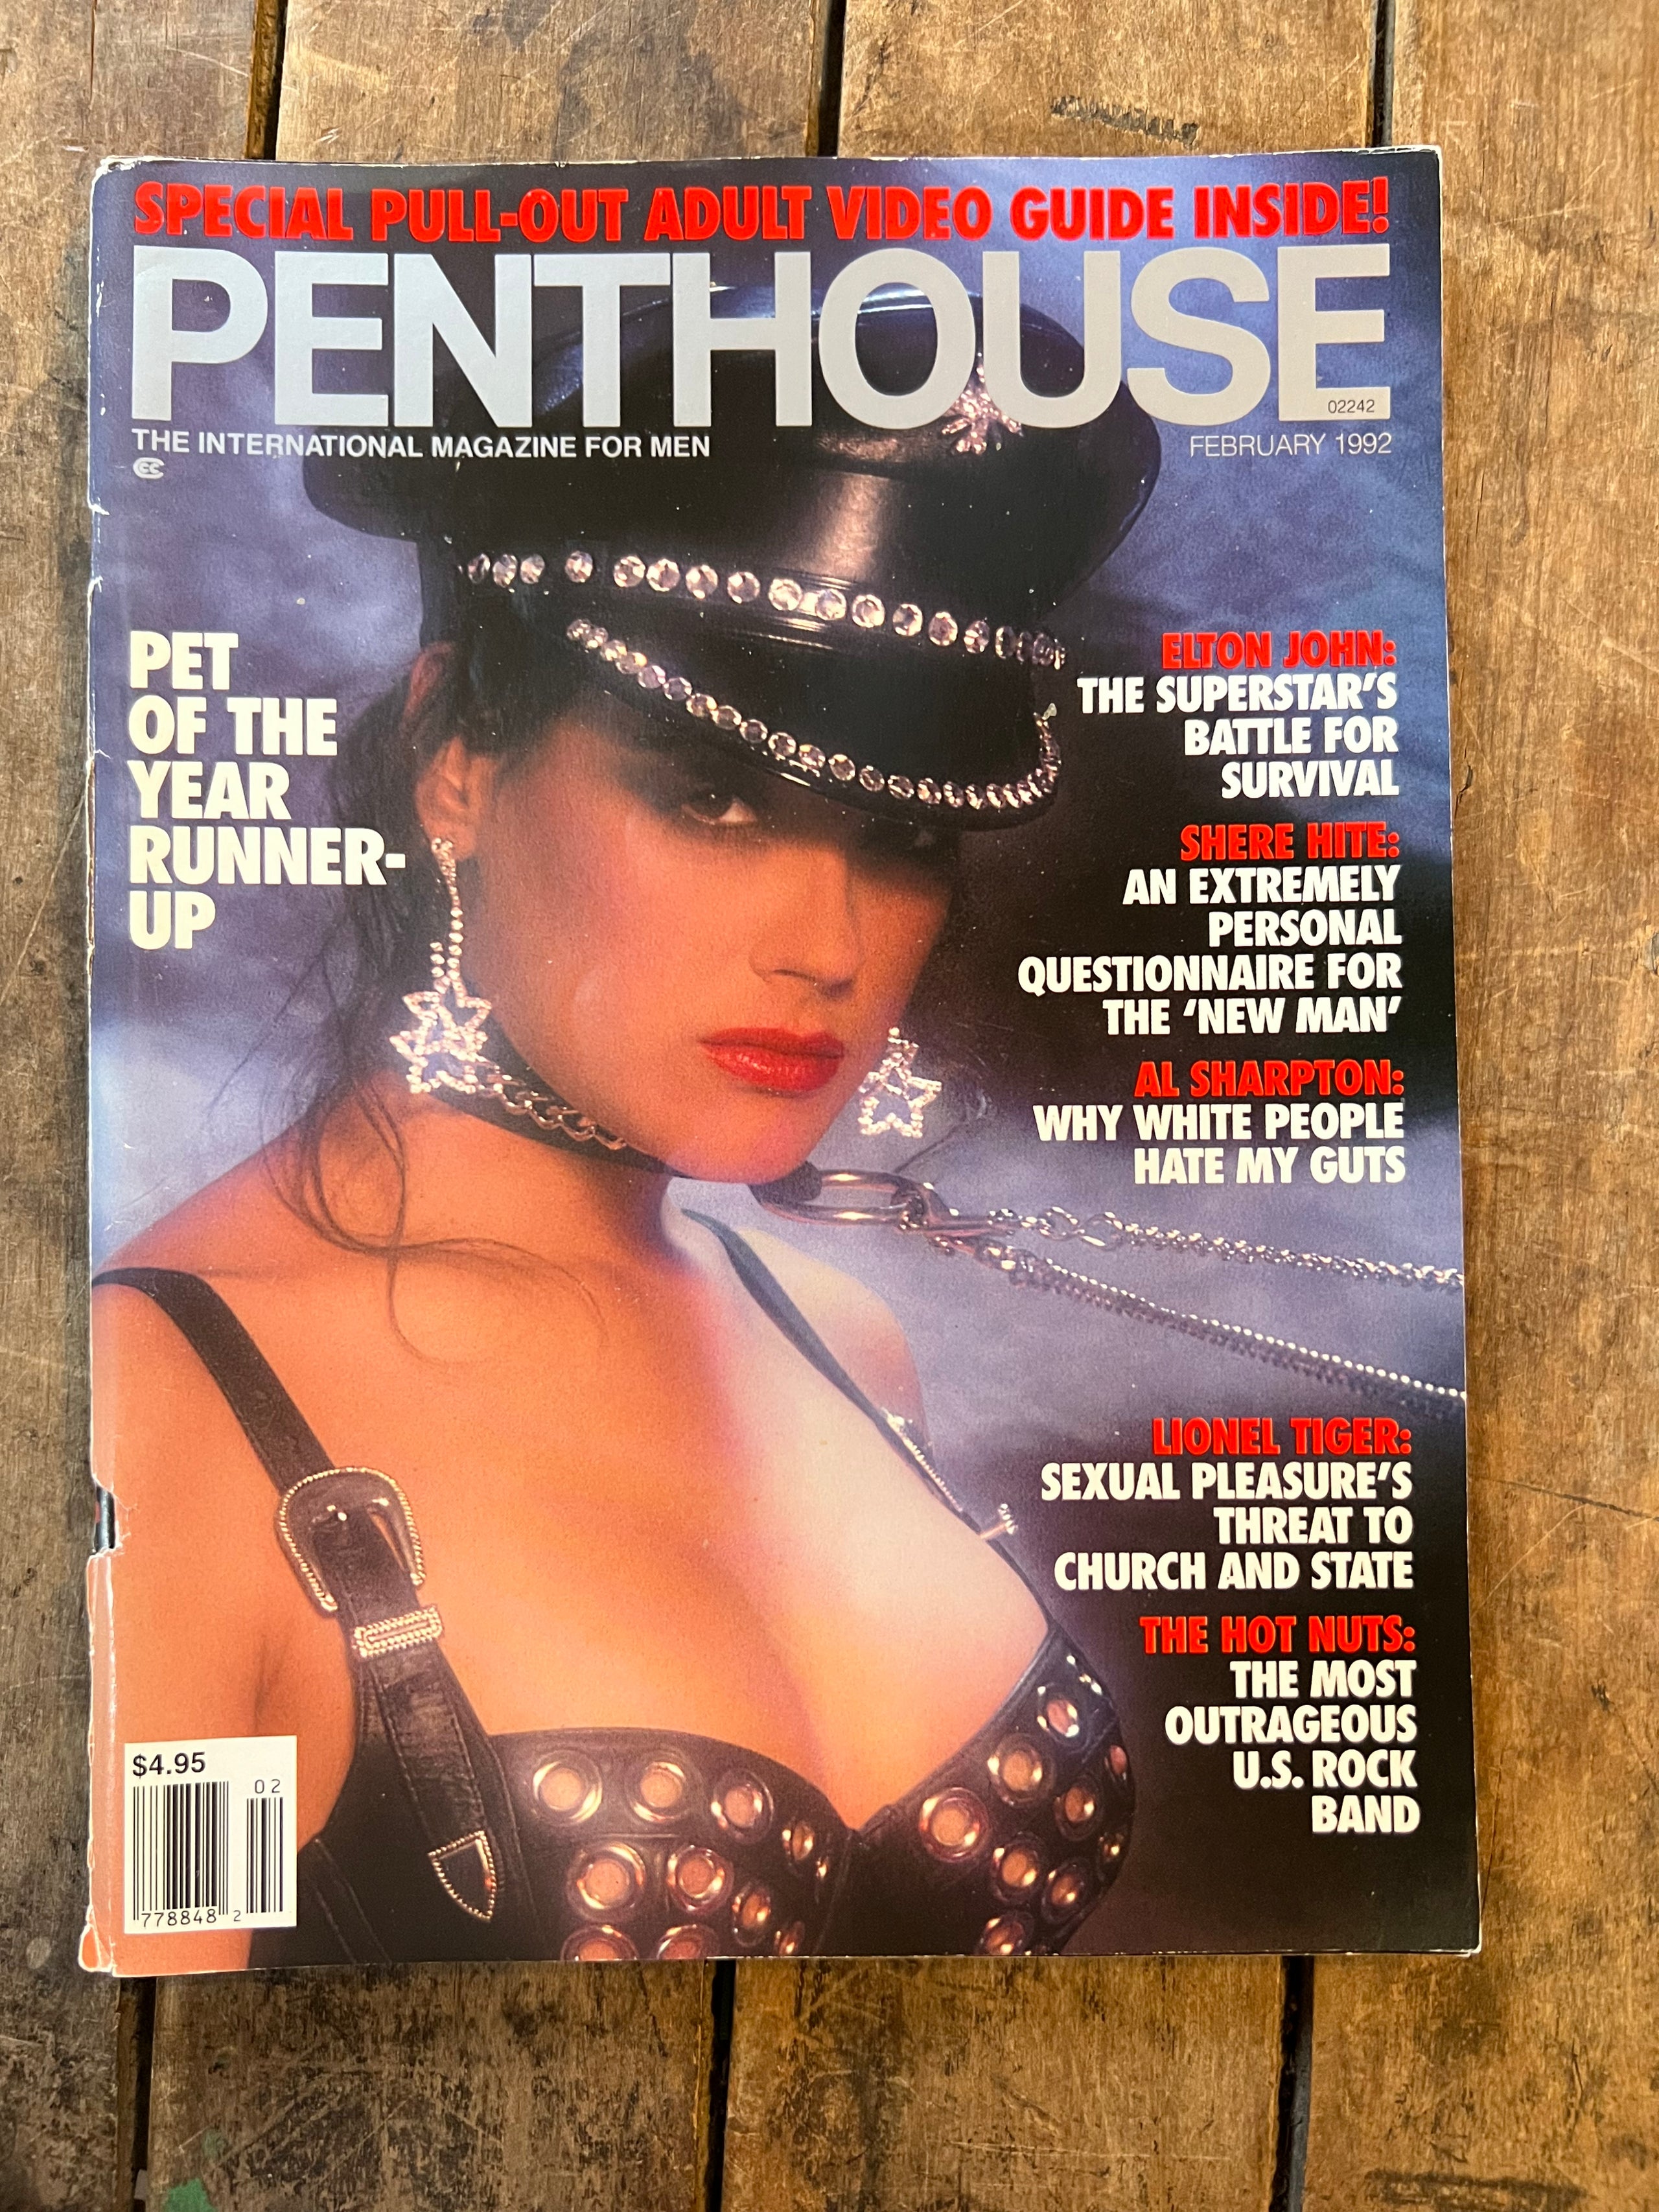 SPECIAL PULL-OUT ADULT VIDEO GUIDE INSIDE!
PENTHOUSE
02242
THE INTERNATIONAL MAGAZINE FOR MEN
FEBRUARY 1992
PET
OF THE
YEAR
RUNNER-
UP
ELTON JOHN:
THE SUPERSTAR'S
BATTLE FOR
SURVIVAL
SHERE HITE:
AN EXTREMELY
PERSONAL
QUESTIONNAIRE FOR
THE 'NEW MAN'
AL SHARPTON:
WHY WHITE PEOPLE
HATE MY GUTS
LIONEL TIGER:
SEXUAL PLEASURE'S
THREAT TO
CHURCH AND STATE
THE HOT NUTS:
THE MOST
OUTRAGEOUS
U.S. ROCK
BAND
$4.95
02
778848 2